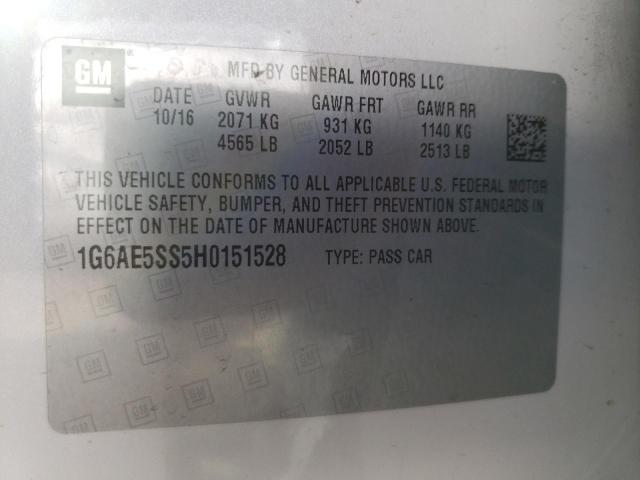 GM
MFD BY GENERAL MOTORS LLC
DATE GVWR GAWR FRT GAWR RR
10/16 2071 KG 931 KG 1140 KG
4565 LB 2052 LB 2513 LB
THIS VEHICLE CONFORMS TO ALL APPLICABLE U.S. FEDERAL MOTOR
VEHICLE SAFETY, BUMPER, AND THEFT PREVENTION STANDARDS IN
EFFECT ON THE DATE OF MANUFACTURE SHOWN ABOVE.
1G6AE5SS5H0151528 TYPE: PASS CAR